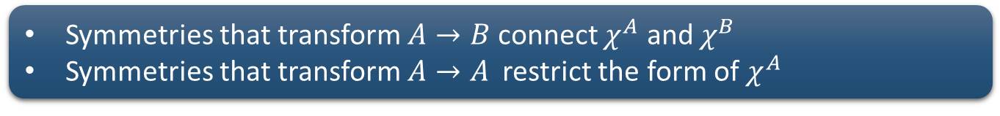 • Symmetries that transform A → B connect χ^A and χ^B
• Symmetries that transform A → A restrict the form of χ^A